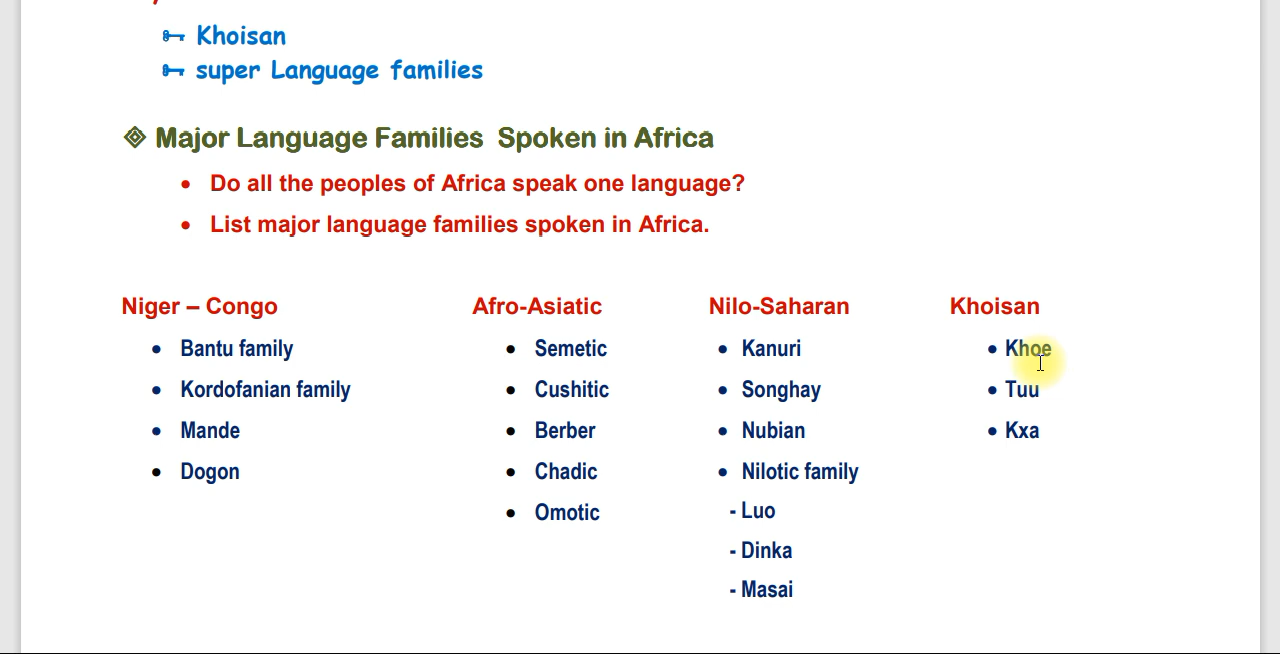 Khoisan
super Language families
Major Language Families Spoken in Africa
• Do all the peoples of Africa speak one language?
• List major language families spoken in Africa.
Niger – Congo
• Bantu family
• Kordofanian family
• Mande
• Dogon
Afro-Asiatic
• Semetic
• Cushitic
• Berber
• Chadic
• Omotic
Nilo-Saharan
• Kanuri
• Songhay
• Nubian
• Nilotic family
- Luo
- Dinka
- Masai
Khoisan
• Khoe
• Tuu
• Kxa